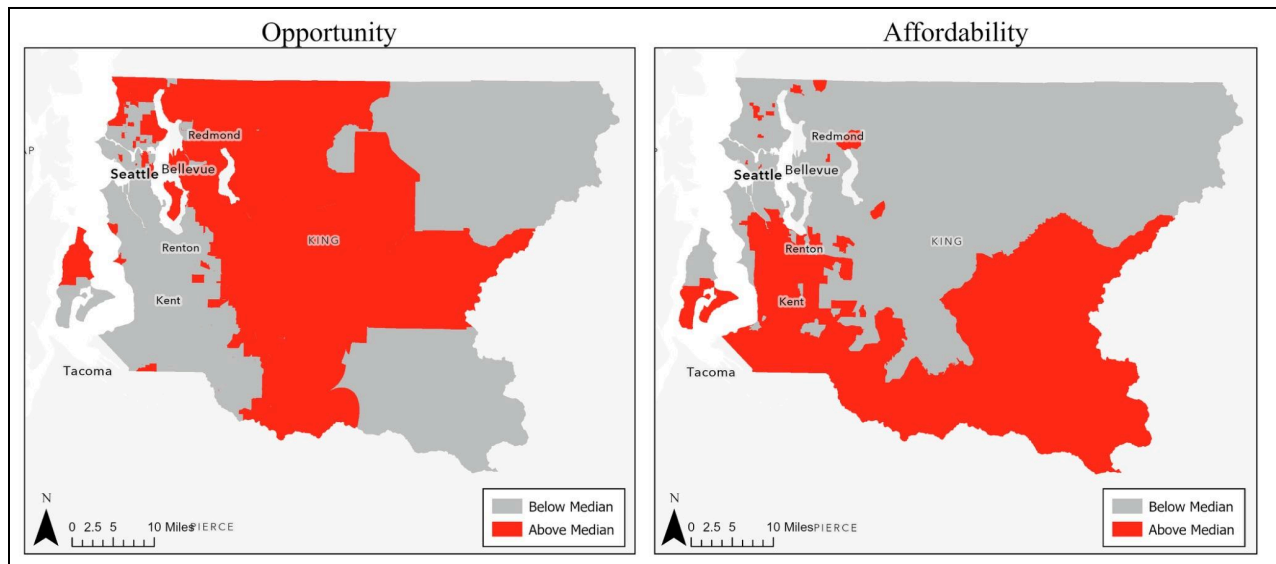 Opportunity
Redmond
Seattle
Bellevue
KING
Renton
Kent
Tacoma
N
0 2.5 5 10 Miles
PIERCE
Below Median
Above Median
Affordability
Redmond
Seattle
Bellevue
KING
Renton
Kent
Tacoma
N
0 2.5 5 10 Miles
PIERCE
Below Median
Above Median